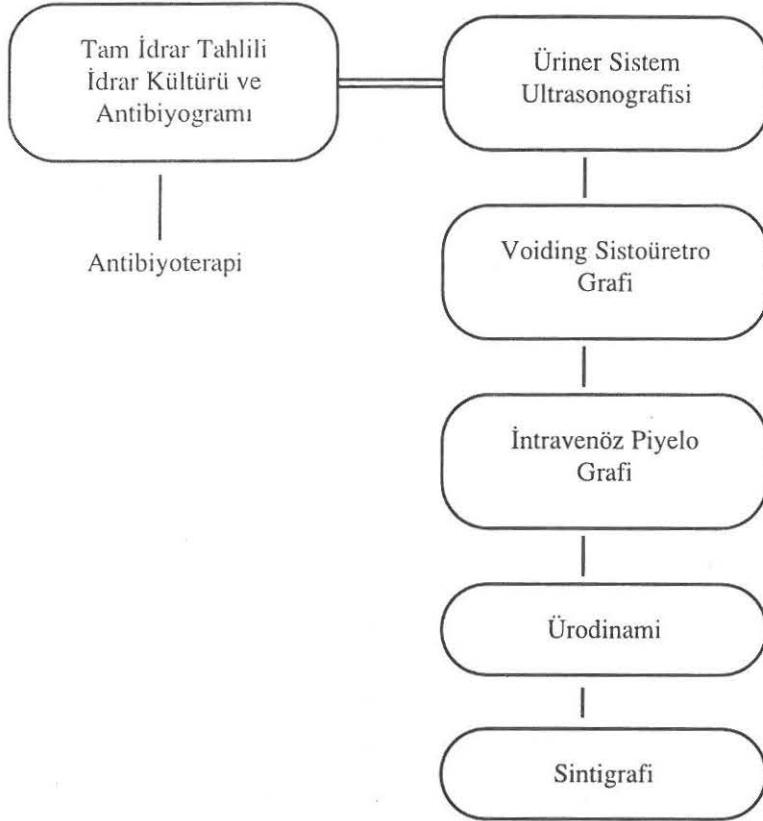 Tam İdrar Tahlili
İdrar Kültürü ve
Antibiyogramı
Antibiyoterapi
Üriner Sistem
Ultrasonografisi
Voiding Sistoüretro
Grafi
İntravenöz Piyelo
Grafi
Ürodinami
Sintigrafi